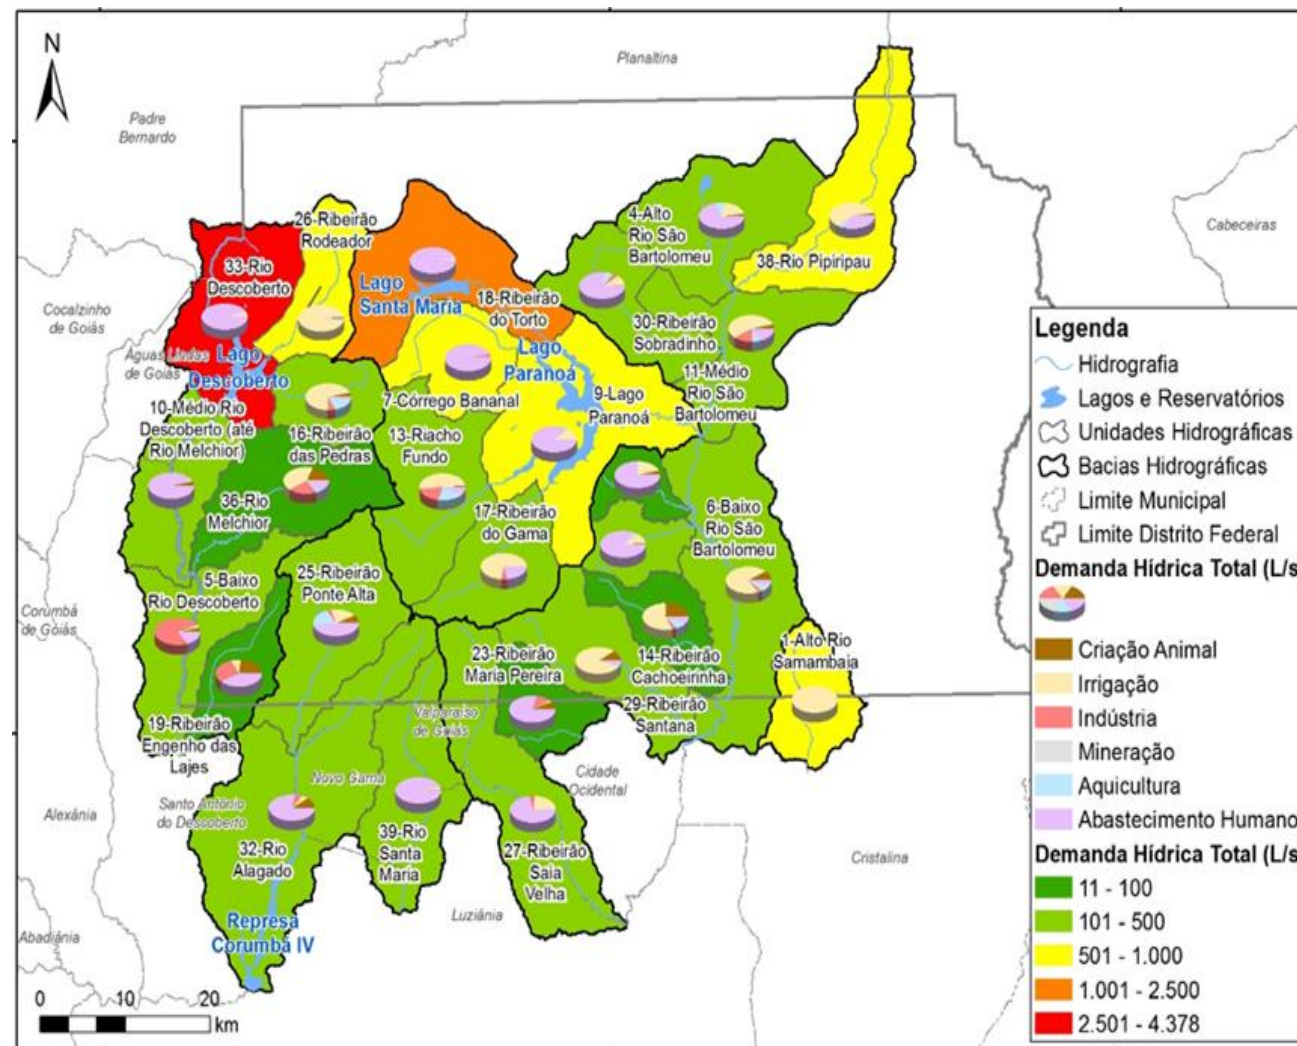 N
Planaltina
Padre
Bernardo
Cabeceiras
26-Ribeirão
Rodeador
4-Alto
Rio São
Bartolomeu
38-Rio Pipiripau
33-Rio
Descoberto
Lago
Santa Maria
18-Ribeirão
do Torto
30-Ribeirão
Sobradinho
Cocalzinho
de Goiás
Águas Lindas
de Goiás
Lago
Descoberto
Lago
Paranoá
7-Córrego Bananal
9-Lago
Paranoá
11-Médio
Rio São
Bartolomeu
10-Médio Rio
Descoberto (até
Rio Melchior)
16-Ribeirão
das Pedras
13-Riacho
Fundo
36-Rio
Melchior
17-Ribeirão
do Gama
6-Baixo
Rio São
Bartolomeu
5-Baixo
Rio Descoberto
25-Ribeirão
Ponte Alta
Corumbá
de Goiás
23-Ribeirão
Maria Pereira
14-Ribeirão
Cachoeirinha
1-Alto Rio
Samambaia
29-Ribeirão
Santana
19-Ribeirão
Engenho das
Lajes
Valparaíso
de Goiás
Novo Gama
Cidade
Ocidental
Santo Antônio
do Descoberto
Alexânia
32-Rio
Alagado
39-Rio
Santa
Maria
27-Ribeirão
Saia
Velha
Cristalina
Luziânia
Represa
Corumbá IV
Abadiânia
0 10 20
km
Legenda
Hidrografia
Lagos e Reservatórios
Unidades Hidrográficas
Bacias Hidrográficas
Limite Municipal
Limite Distrito Federal
Demanda Hídrica Total (L/s
Criação Animal
Irrigação
Indústria
Mineração
Aquicultura
Abastecimento Humano
Demanda Hídrica Total (L/s
11 - 100
101 - 500
501 - 1.000
1.001 - 2.500
2.501 - 4.378